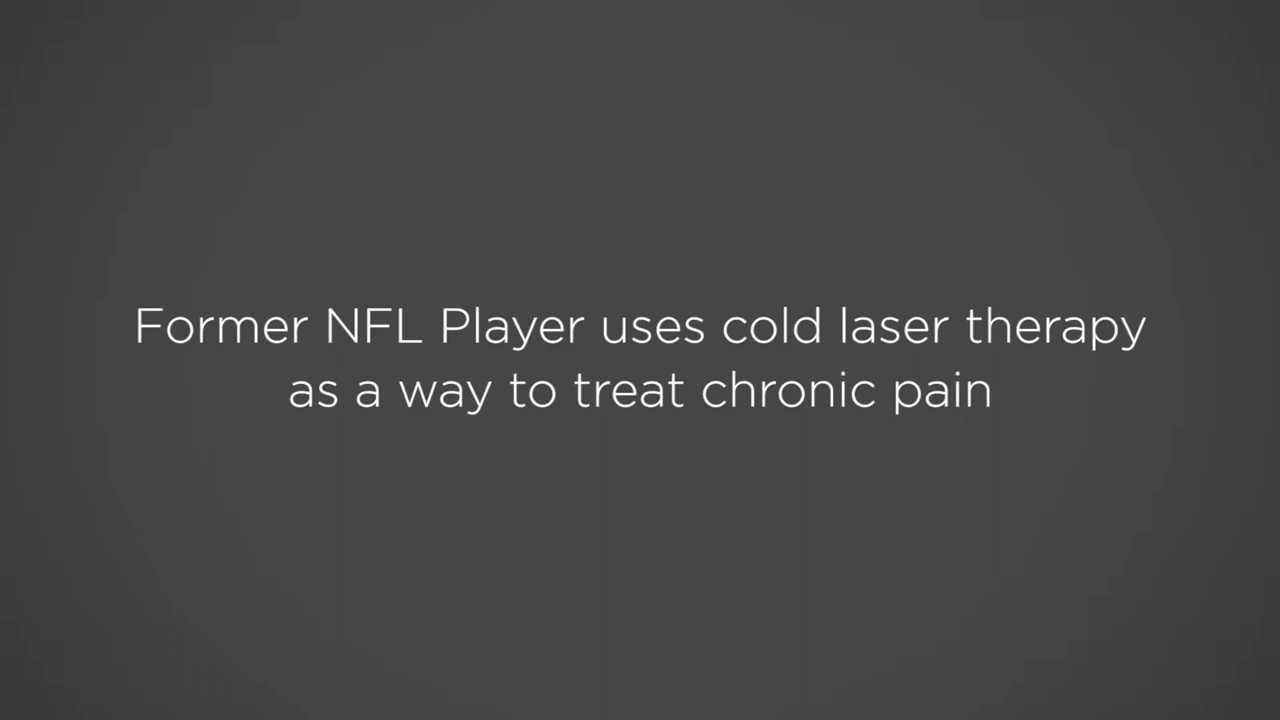 Former NFL Player uses cold laser therapy
as a way to treat chronic pain